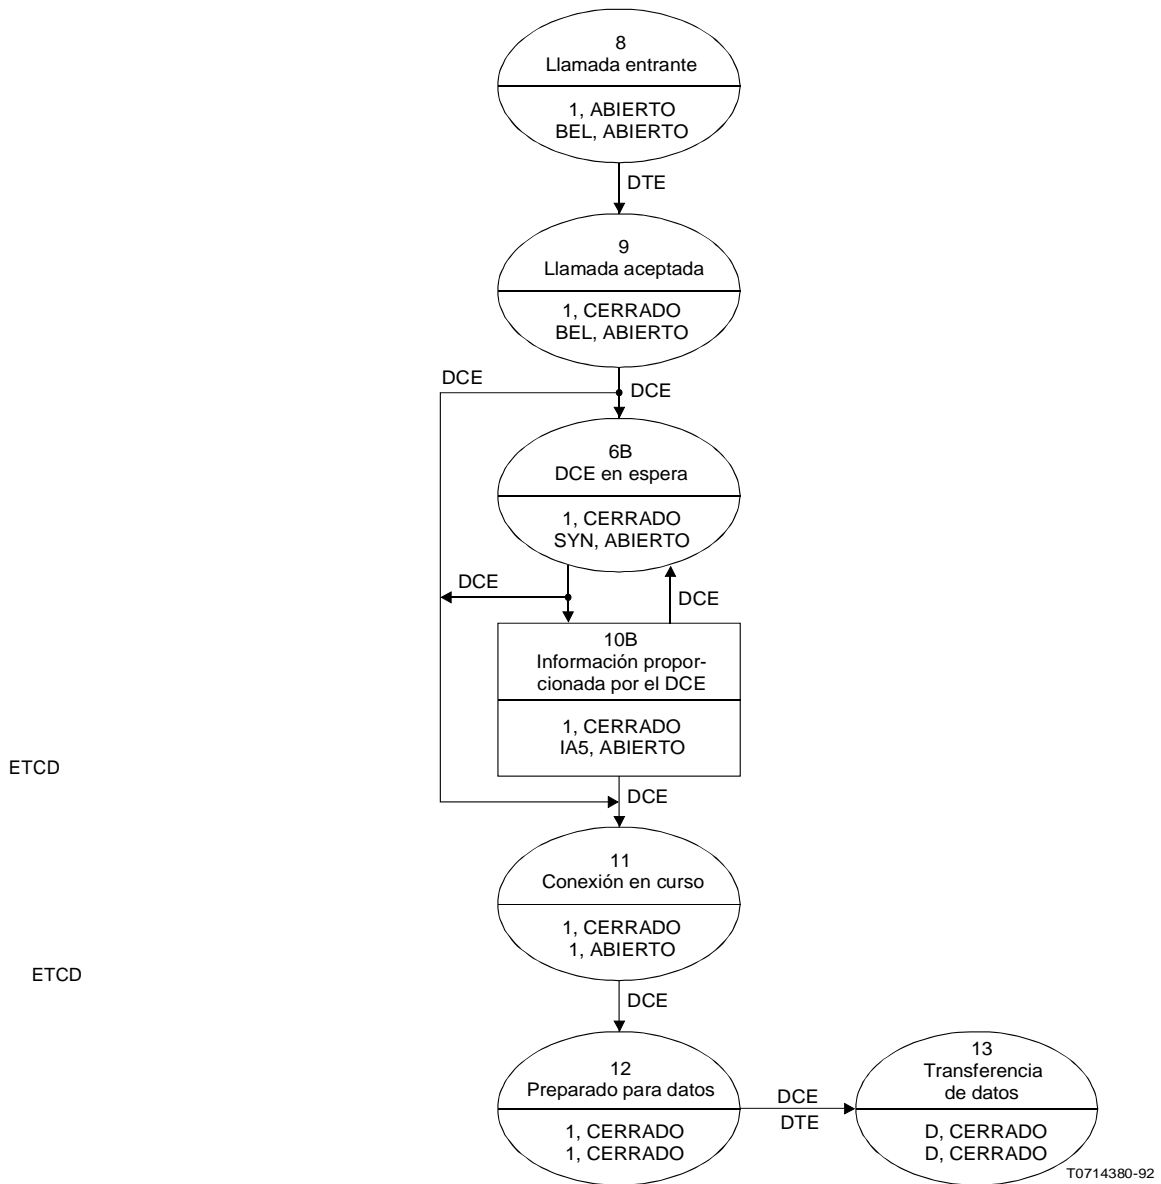 8
Llamada entrante
1, ABIERTO
BEL, ABIERTO
DTE
9
Llamada aceptada
1, CERRADO
BEL, ABIERTO
DCE
DCE
6B
DCE en espera
1, CERRADO
SYN, ABIERTO
DCE
DCE
10B
Información propor-
cionada por el DCE
1, CERRADO
IA5, ABIERTO
ETCD
DCE
11
Conexión en curso
1, CERRADO
1, ABIERTO
ETCD
DCE
12
Preparado para datos
1, CERRADO
1, CERRADO
DCE
DTE
13
Transferencia
de datos
D, CERRADO
D, CERRADO
T0714380-92